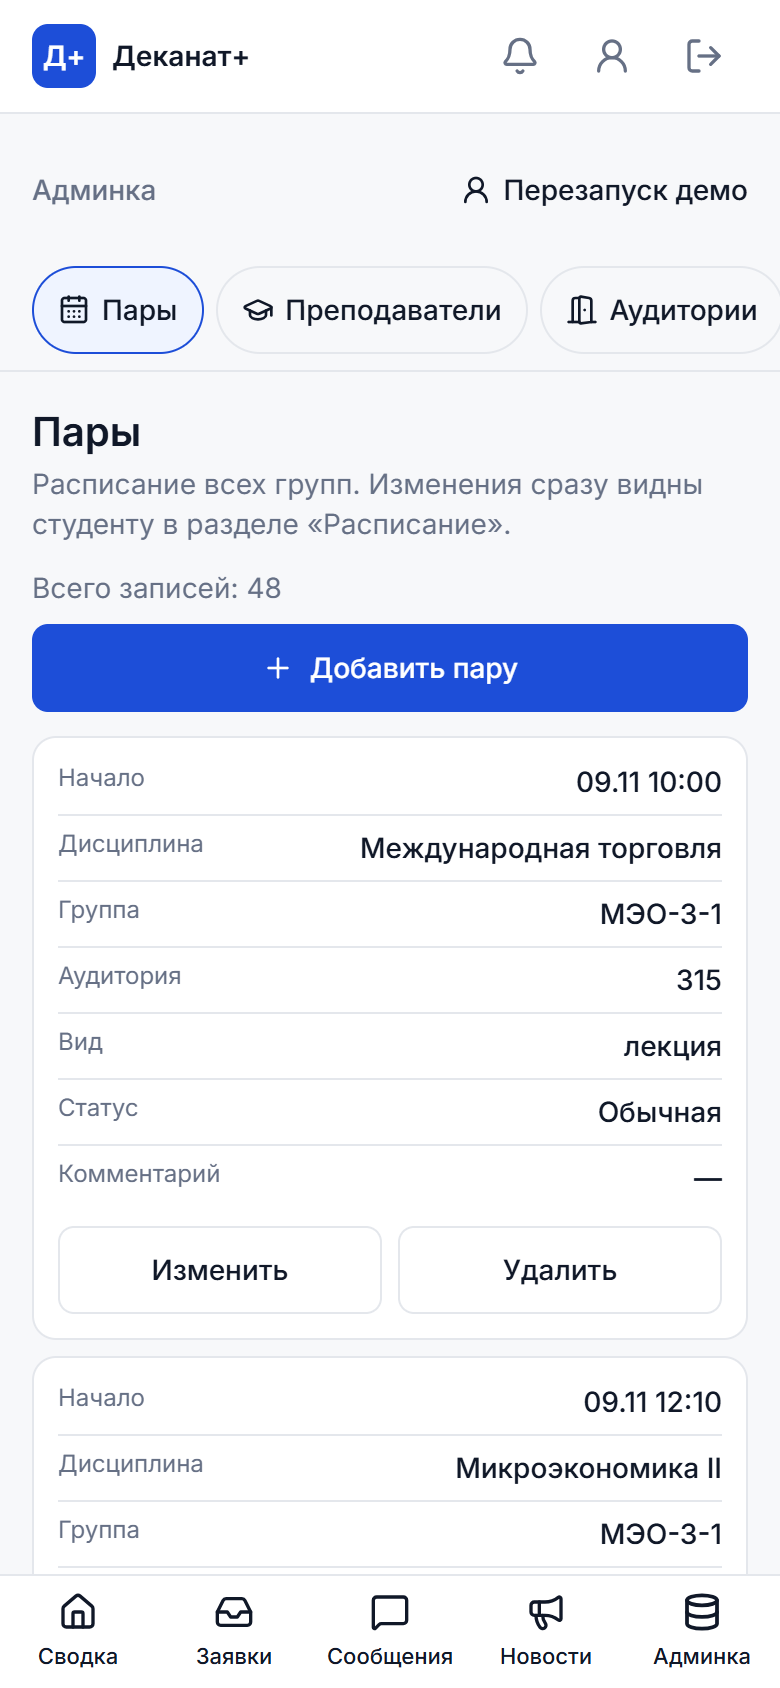 Д+ Деканат+
Админка
Перезапуск демо
Пары
Преподаватели
Аудитории
Пары
Расписание всех групп. Изменения сразу видны
студенту в разделе «Расписание».
Всего записей: 48
+ Добавить пару
Начало 09.11 10:00
Дисциплина Международная торговля
Группа МЭО-3-1
Аудитория 315
Вид лекция
Статус Обычная
Комментарий —
Изменить Удалить
Начало 09.11 12:10
Дисциплина Микроэкономика II
Группа МЭО-3-1
Сводка Заявки Сообщения Новости Админка